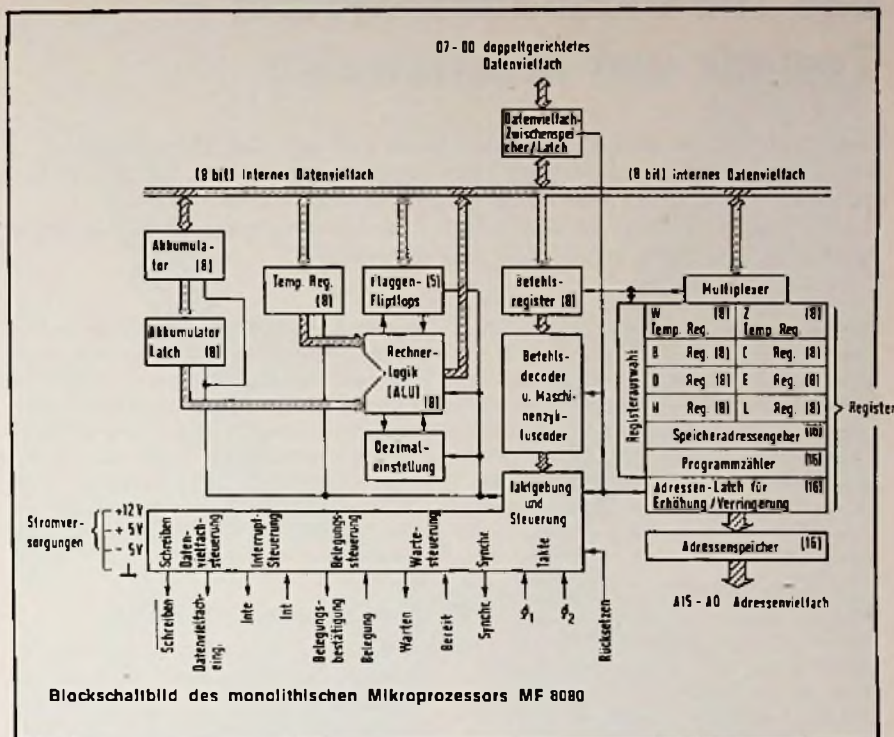 D7-D0 doppeltgerichtetes
Datenvielfach
Datenvielfach-
Zwischenspei
cher/Latch
(8 bit) Internes Datenvielfach
(8 bit) internes Datenvielfach
Akkumula-
tor (8)
Temp. Reg.
(8)
Flaggen- (5)
Flipflops
Befehls-
register (8)
Multiplexer
Akkumulator
Latch (8)
Rechner-
logik
(ALU)
(8)
Dezimal-
einstellung
Befehls-
decoder
u. Maschi-
nenzyk-
luscoder
Registerauswahl
W (8)
Temp. Reg.
Z (8)
Temp. Reg.
B Reg. (8)
C Reg. (8)
D Reg. (8)
E Reg. (8)
H Reg. (8)
L Reg. (8)
Speicheradressengeber (16)
Programmzähler (16)
Adressen-Latch für (16)
Erhöhung/Verringerung
Register
Adressenspeicher (16)
A15-A0 Adressenvielfach
Taktgebung
und
Steuerung
Stromver-
sorgungen
+12V
+ 5V
- 5V
Schreiben
Daten-
vielfach-
steuerung
Interrupt-
Steuerung
Belegungs-
steuerung
Warte-
steuerung
Synchr.
Takte
Schreiben
Datenvielfach-
eing.
Inte
Int
Belegungs-
bestätigung
Belegung
Warten
Bereit
Synchr.
ϕ1
ϕ2
Rücksetzen
Blockschaltbild des monolithischen Mikroprozessors MF 8080